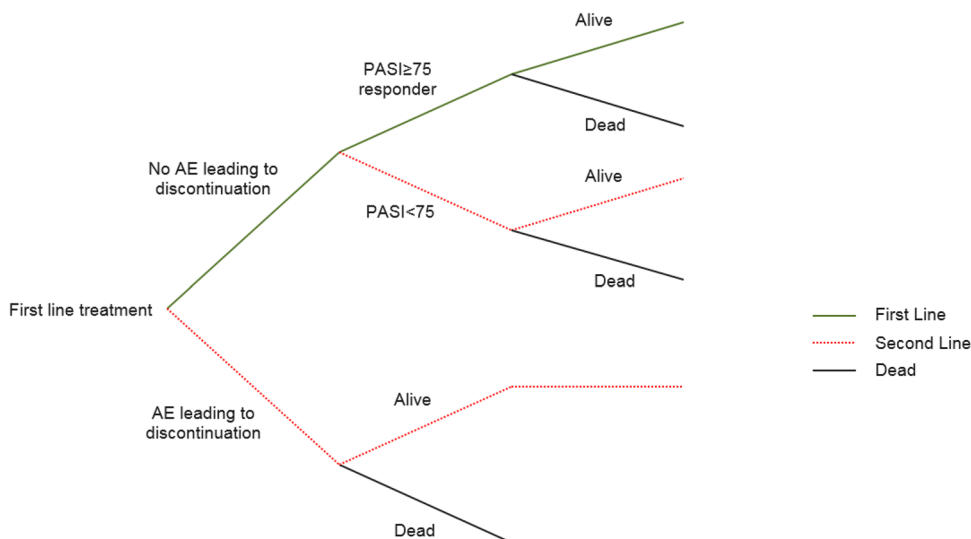 Alive
PASI≥75
responder
Dead
No AE leading to
discontinuation
Alive
PASI<75
Dead
First line treatment
First Line
Second Line
Dead
AE leading to
discontinuation
Alive
Dead